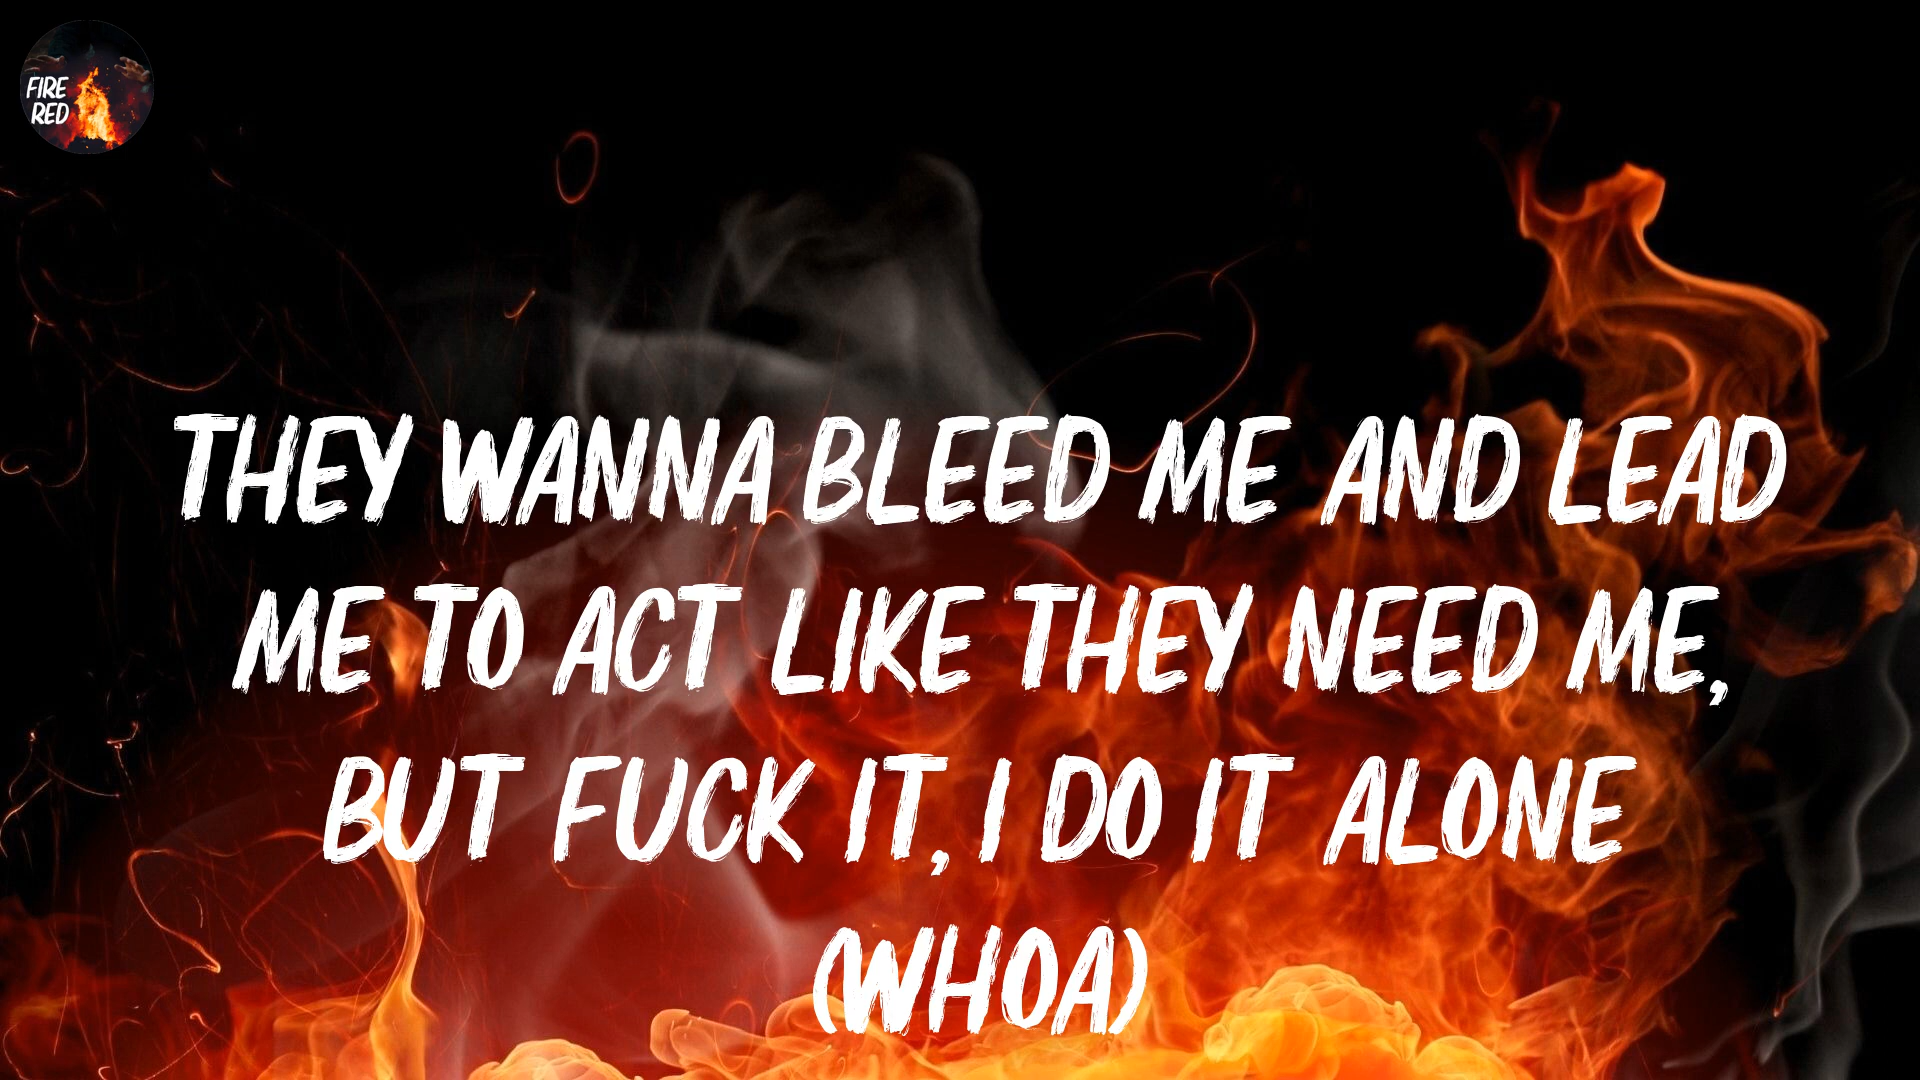 FIRE
RED
THEY WANNA BLEED ME AND LEAD
ME TO ACT LIKE THEY NEED ME,
BUT FUCK IT, I DO IT ALONE
(WHOA)